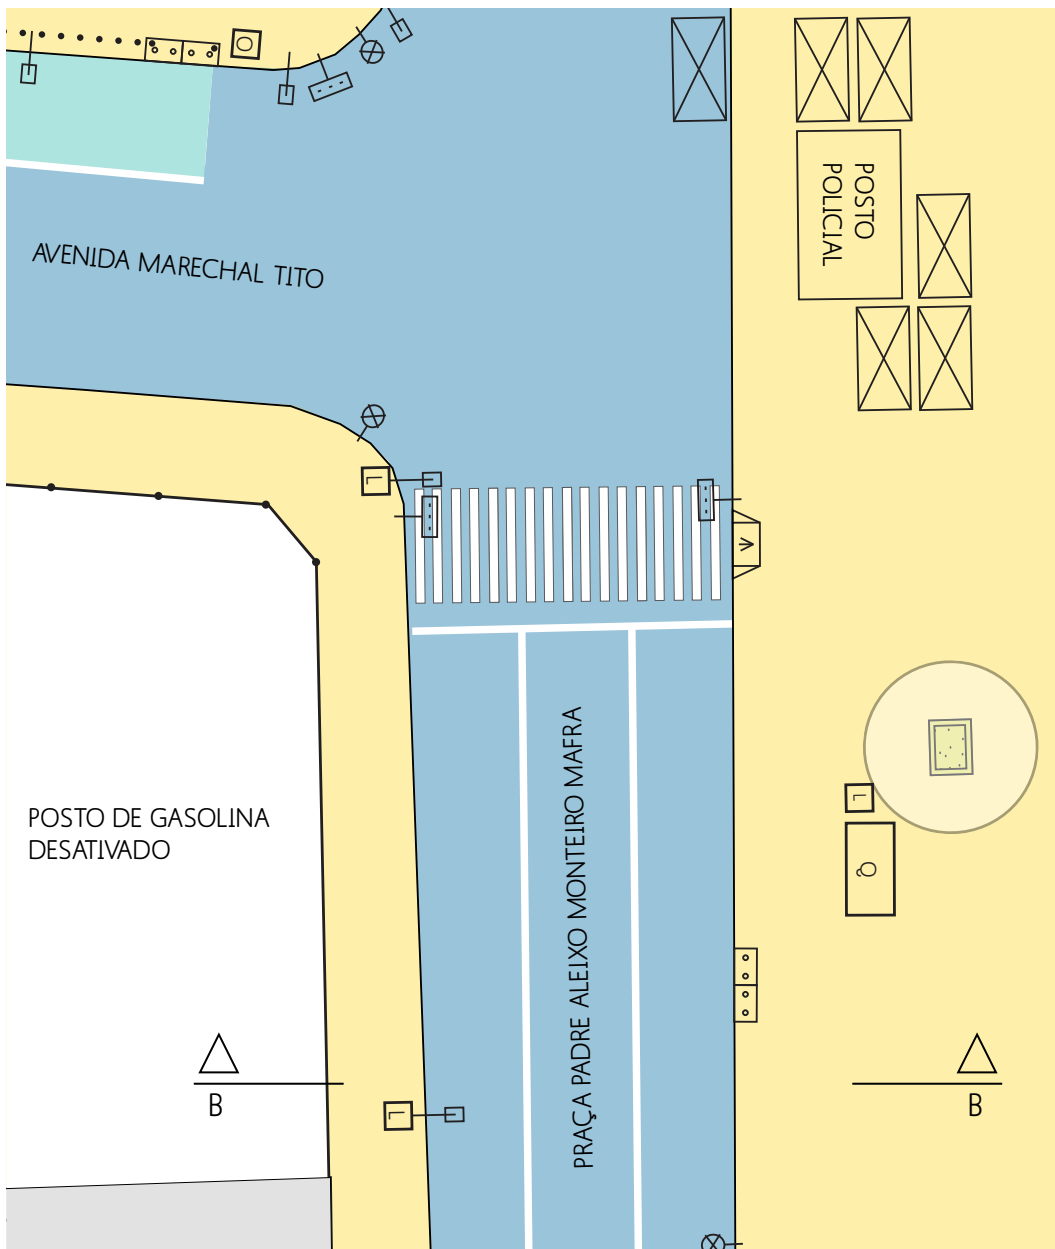 O
POSTO
POLICIAL
AVENIDA MARECHAL TITO
L
POSTO DE GASOLINA
DESATIVADO
PRAÇA PADRE ALEIXO MONTEIRO MAFRA
L
Q
B
B
L